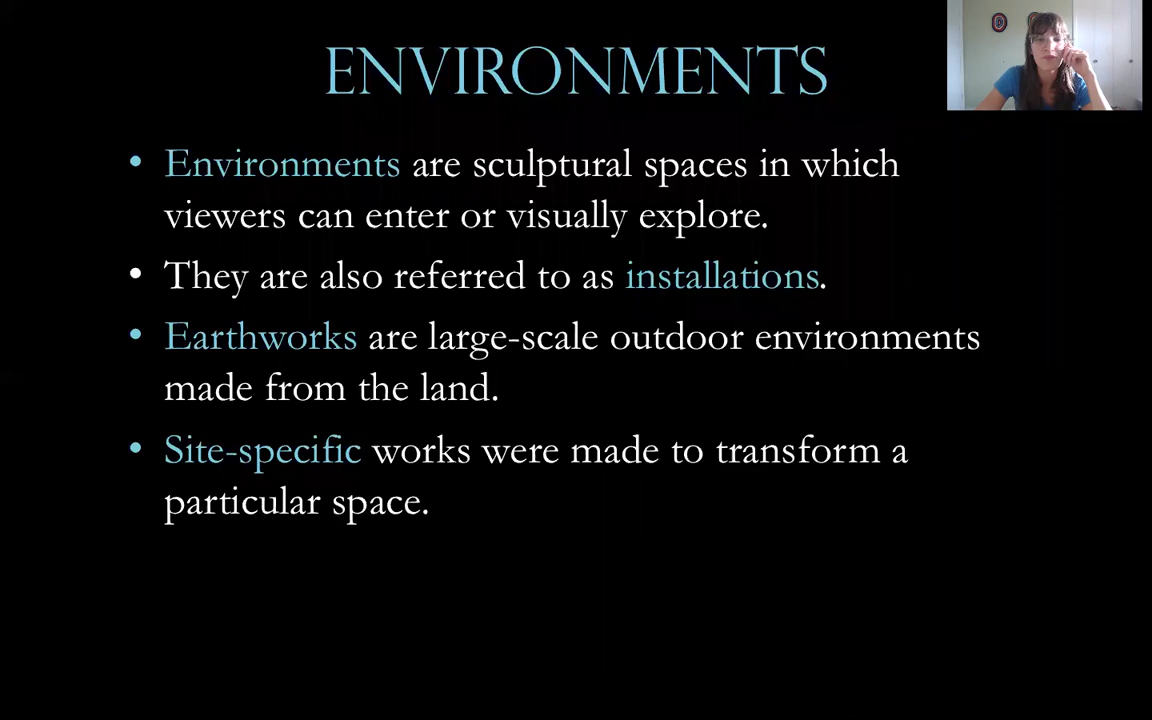 ENVIRONMENTS
• Environments are sculptural spaces in which
viewers can enter or visually explore.
• They are also referred to as installations.
• Earthworks are large-scale outdoor environments
made from the land.
• Site-specific works were made to transform a
particular space.